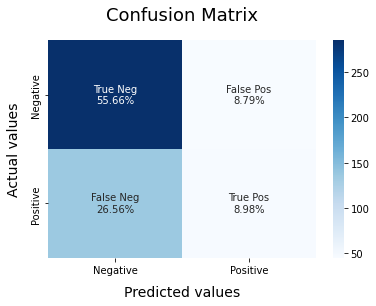 Confusion Matrix
Actual values
Negative
Positive
True Neg
55.66%
False Pos
8.79%
False Neg
26.56%
True Pos
8.98%
Negative
Positive
Predicted values
250
200
150
100
50